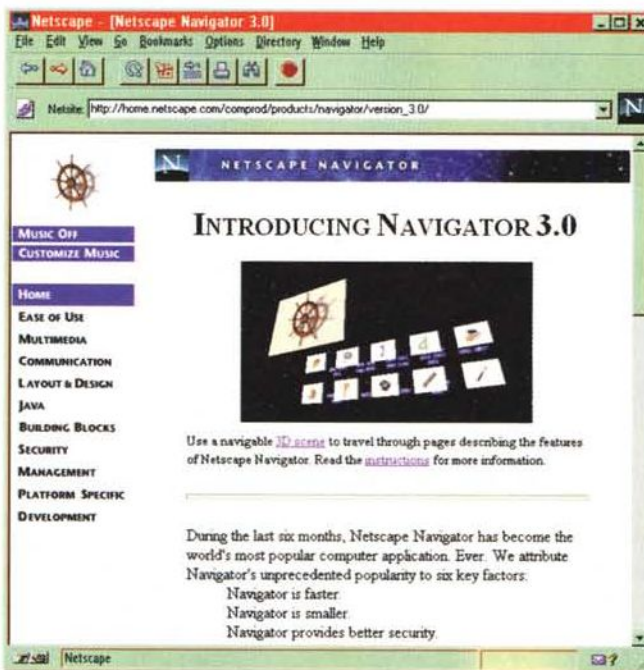 Netscape - [Netscape Navigator 3.0]
File Edit View Go Bookmarks Options Directory Window Help
Netsite: http://home.netscape.com/comprod/products/navigator/version_3.0/
N
N NETSCAPE NAVIGATOR
INTRODUCING NAVIGATOR 3.0
MUSIC OFF
CUSTOMIZE MUSIC
HOME
EASE OF USE
MULTIMEDIA
COMMUNICATION
LAYOUT & DESIGN
JAVA
BUILDING BLOCKS
SECURITY
MANAGEMENT
PLATFORM SPECIFIC
DEVELOPMENT
Use a navigable 3D scene to travel through pages describing the features
of Netscape Navigator. Read the instructions for more information.
During the last six months, Netscape Navigator has become the
world's most popular computer application. Ever. We attribute
Navigator's unprecedented popularity to six key factors:
Navigator is faster.
Navigator is smaller.
Navigator provides better security.
Netscape